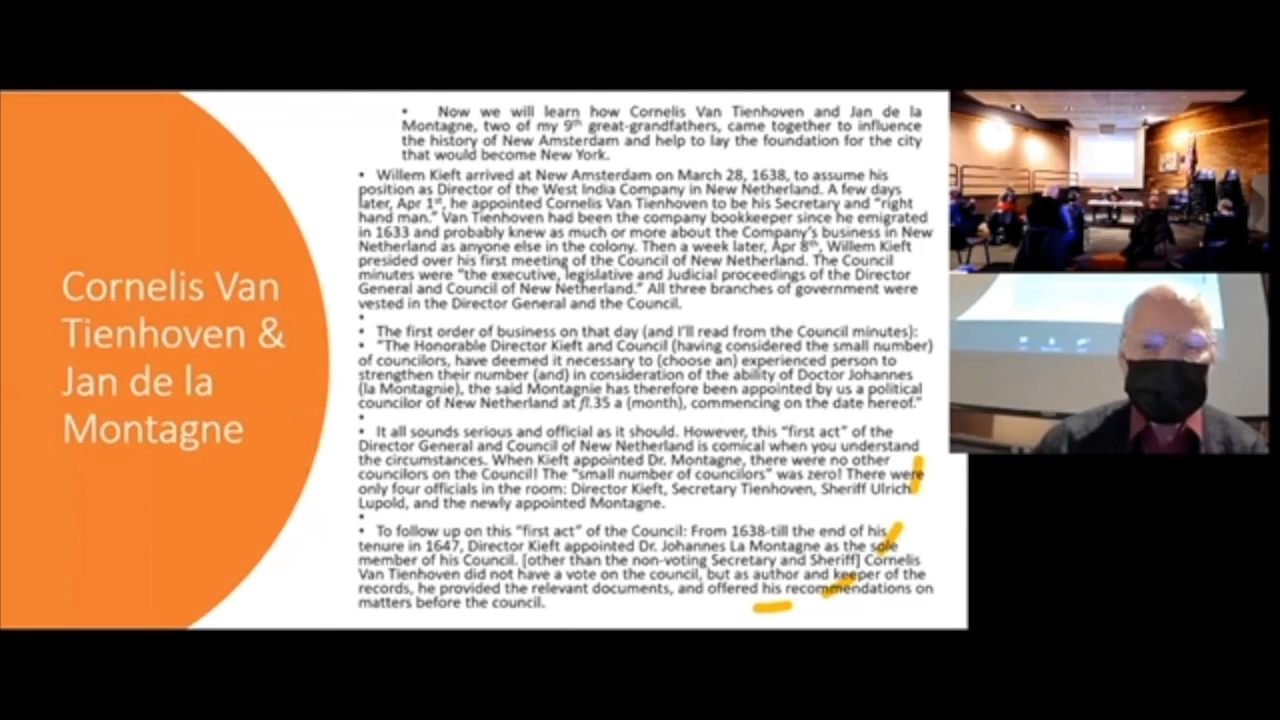 Cornelis Van
Tienhoven &
Jan de la
Montagne
• Now we will learn how Cornelis Van Tienhoven and Jan de la
Montagne, two of my 9th great-grandfathers, came together to influence
the history of New Amsterdam and help to lay the foundation for the city
that would become New York.
• Willem Kieft arrived at New Amsterdam on March 28, 1638, to assume his
position as Director of the West India Company in New Netherland. A few days
later, Apr 1st, he appointed Cornelis Van Tienhoven to be his Secretary and "right
hand man." Van Tienhoven had been the company bookkeeper since he emigrated
in 1633 and probably knew as much or more about the Company's business in New
Netherland as anyone else in the colony. Then a week later, Apr 8th, Willem Kieft
presided over his first meeting of the Council of New Netherland. The Council
minutes were "the executive, legislative and Judicial proceedings of the Director
General and Council of New Netherland." All three branches of government were
vested in the Director General and the Council.
•
• The first order of business on that day (and I'll read from the Council minutes):
• "The Honorable Director Kieft and Council (having considered the small number)
of councilors, have deemed it necessary to (choose an) experienced person to
strengthen their number (and) in consideration of the ability of Doctor Johannes
(la Montagnie), the said Montagnie has therefore been appointed by us a political
councilor of New Netherland at fl.35 a (month), commencing on the date hereof."
•
• It all sounds serious and official as it should. However, this "first act" of the
Director General and Council of New Netherland is comical when you understand
the circumstances. When Kieft appointed Dr. Montagne, there were no other
councilors on the Council! The "small number of councilors" was zero! There were
only four officials in the room: Director Kieft, Secretary Tienhoven, Sheriff Ulrich
Lupold, and the newly appointed Montagne.
•
• To follow up on this "first act" of the Council: From 1638-till the end of his
tenure in 1647, Director Kieft appointed Dr. Johannes La Montagne as the sole
member of his Council. [other than the non-voting Secretary and Sheriff] Cornelis
Van Tienhoven did not have a vote on the council, but as author and keeper of the
records, he provided the relevant documents, and offered his recommendations on
matters before the council.